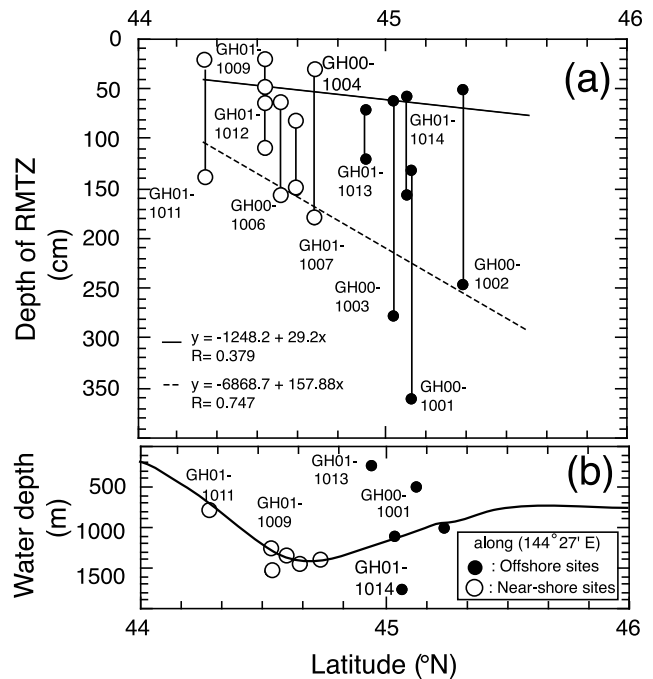 44 45 46
0
50
100
150
200
250
300
350
Depth of RMTZ
(cm)
(a)
GH01-
1009
GH00-
1004
GH01-
1012
GH01-
1014
GH01-
1013
GH01-
1011
GH00-
1006
GH01-
1007
GH00-
1003
GH00-
1002
GH00-
1001
y = -1248.2 + 29.2x
R= 0.379
y = -6868.7 + 157.88x
R= 0.747
(b)
Water depth
(m)
500
1000
1500
GH01-
1011
GH01-
1009
GH01-
1013
GH00-
1001
GH01-
1014
along (144°27' E)
: Offshore sites
: Near-shore sites
44 45 46
Latitude (°N)